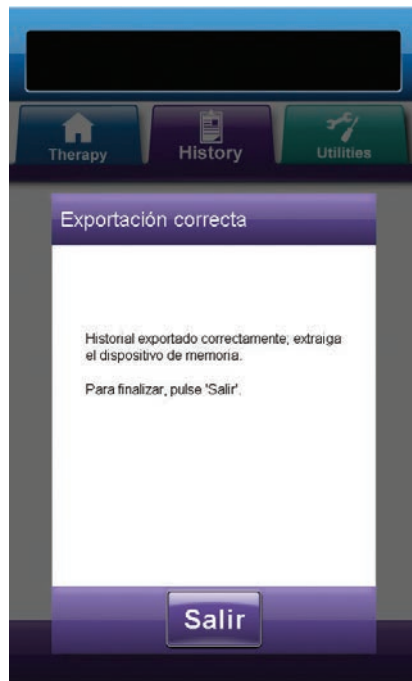 Therapy
History
Utilities
Exportación correcta
Historial exportado correctamente; extraiga
el dispositivo de memoria.
Para finalizar, pulse 'Salir'.
Salir